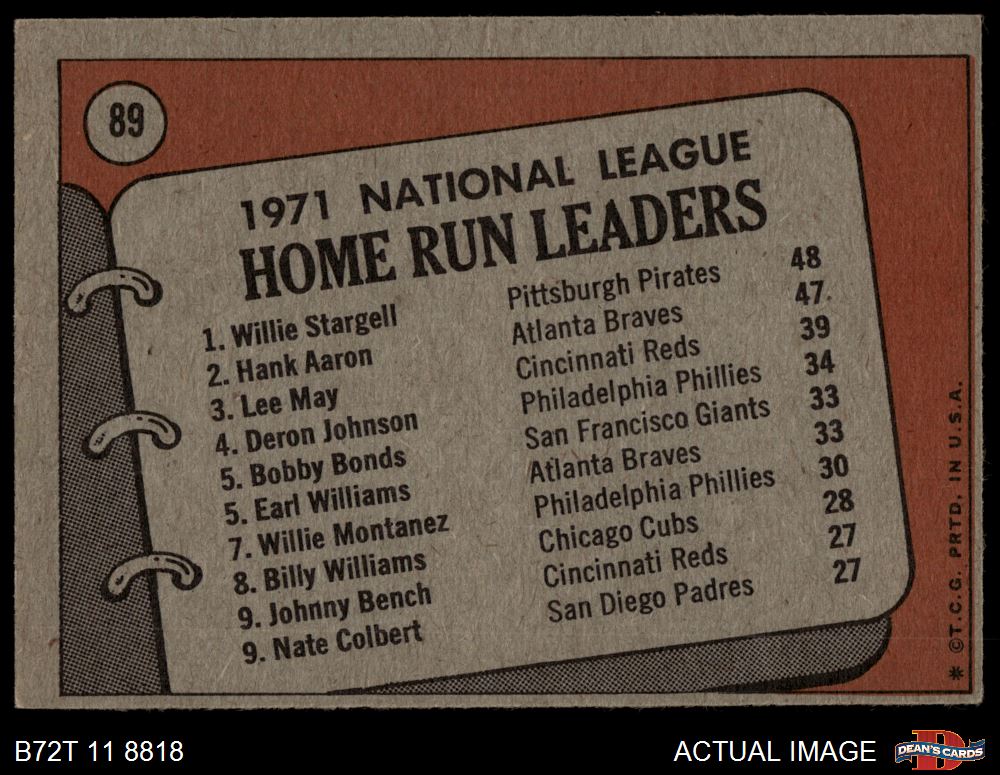 89
1971 NATIONAL LEAGUE
HOME RUN LEADERS
1. Willie Stargell Pittsburgh Pirates 48
2. Hank Aaron Atlanta Braves 47
3. Lee May Cincinnati Reds 39
4. Deron Johnson Philadelphia Phillies 34
5. Bobby Bonds San Francisco Giants 33
5. Earl Williams Atlanta Braves 33
7. Willie Montanez Philadelphia Phillies 30
8. Billy Williams Chicago Cubs 28
9. Johnny Bench Cincinnati Reds 27
9. Nate Colbert San Diego Padres 27
* ©T.C.G. PRTD. IN U.S.A.
B72T 11 8818
ACTUAL IMAGE
DEAN'S CARDS